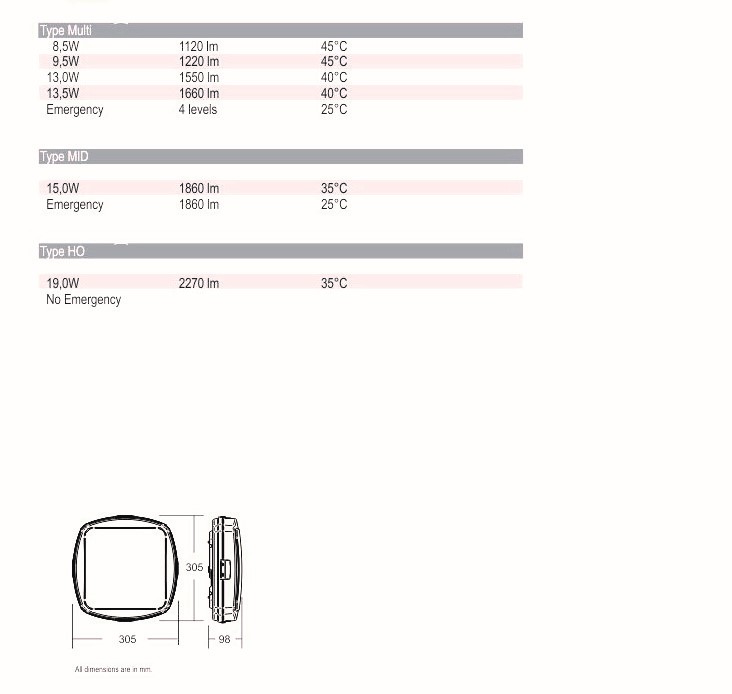 Type Multi
8,5W 1120 lm 45°C
9,5W 1220 lm 45°C
13,0W 1550 lm 40°C
13,5W 1660 lm 40°C
Emergency 4 levels 25°C
Type MID
15,0W 1860 lm 35°C
Emergency 1860 lm 25°C
Type HO
19,0W 2270 lm 35°C
No Emergency
305
305 98
All dimensions are in mm.